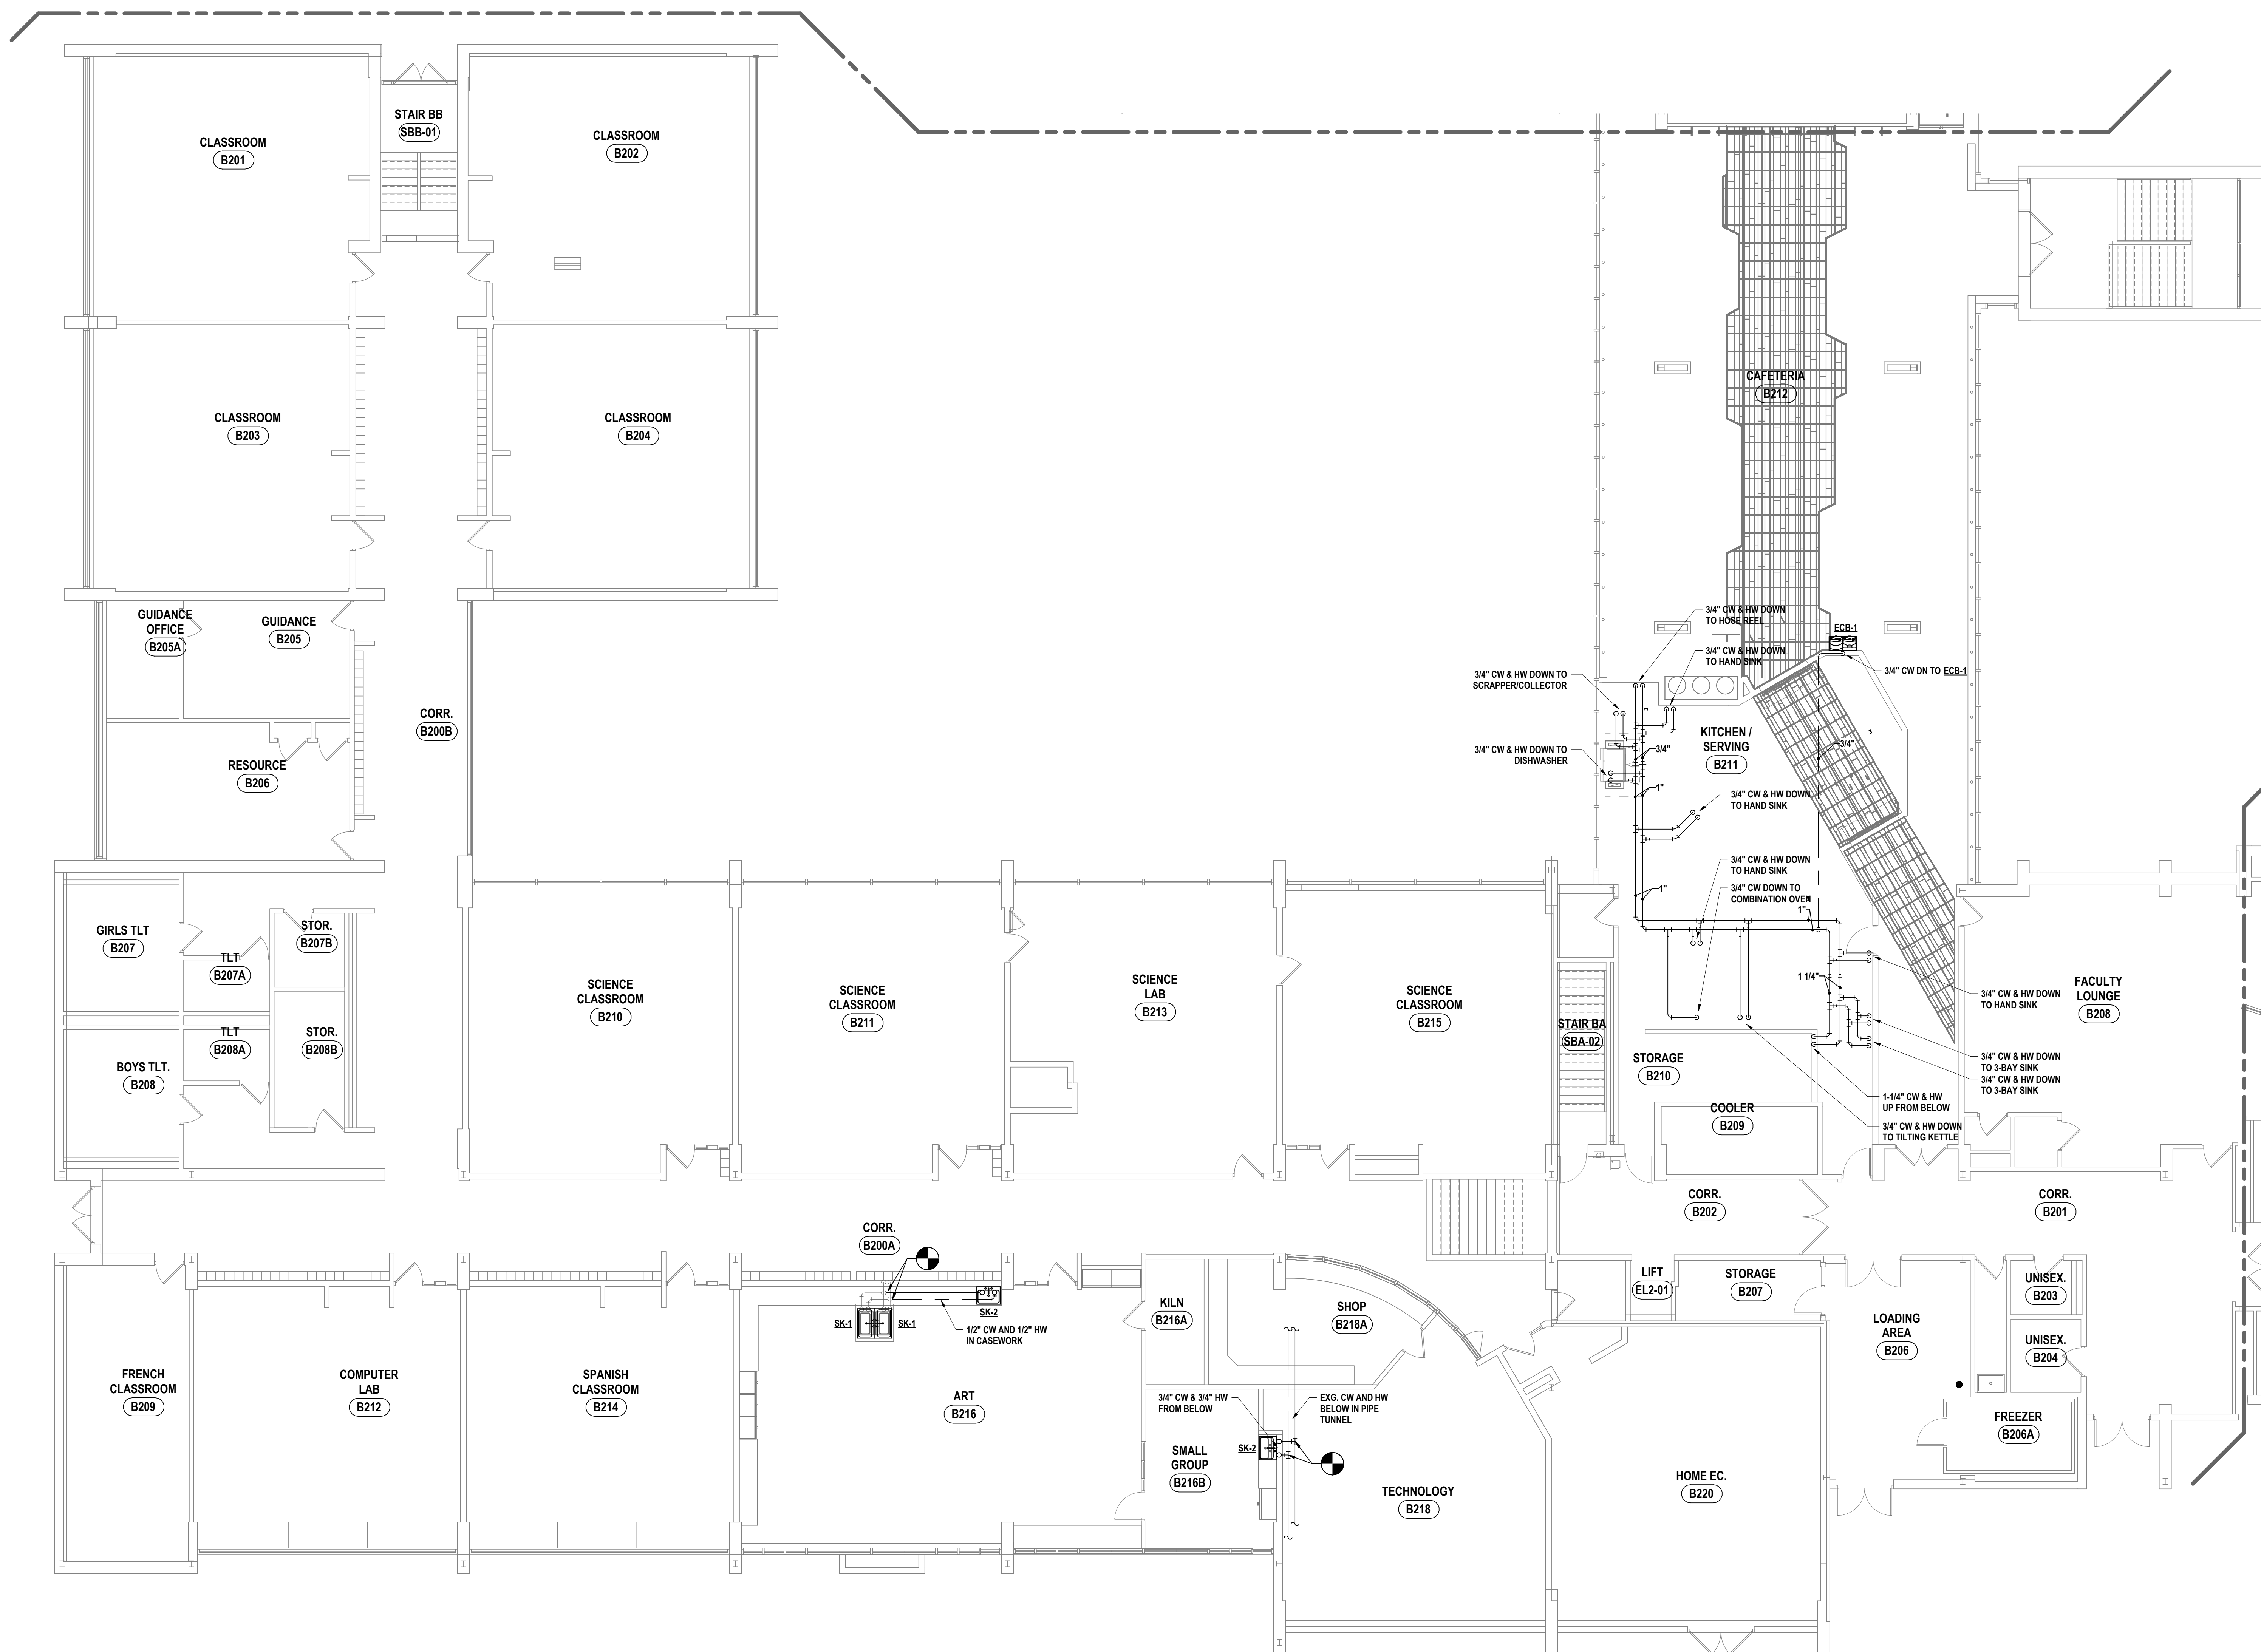 STAIR BB
SBB-01
CLASSROOM
B201
CLASSROOM
B202
CLASSROOM
B203
CLASSROOM
B204
CAFETERIA
B212
GUIDANCE
OFFICE
B205A
GUIDANCE
B205
3/4" CW & HW DOWN
TO HOSE REEL
ECB-1
3/4" CW & HW DOWN
TO HAND SINK
3/4" CW DN TO ECB-1
3/4" CW & HW DOWN TO
SCRAPPER/COLLECTOR
CORR.
B200B
KITCHEN /
SERVING
B211
3/4"
3/4"
3/4" CW & HW DOWN TO
DISHWASHER
RESOURCE
B206
1"
3/4" CW & HW DOWN
TO HAND SINK
3/4" CW & HW DOWN
TO HAND SINK
3/4" CW DOWN TO
COMBINATION OVEN
1"
1"
GIRLS TLT
B207
STOR.
B207B
TLT
B207A
SCIENCE
CLASSROOM
B210
SCIENCE
CLASSROOM
B211
SCIENCE
LAB
B213
SCIENCE
CLASSROOM
B215
1 1/4"
3/4" CW & HW DOWN
TO HAND SINK
FACULTY
LOUNGE
B208
STAIR BA
SBA-02
TLT
B208A
STOR.
B208B
BOYS TLT.
B208
STORAGE
B210
3/4" CW & HW DOWN
TO 3-BAY SINK
3/4" CW & HW DOWN
TO 3-BAY SINK
1-1/4" CW & HW
UP FROM BELOW
COOLER
B209
3/4" CW & HW DOWN
TO TILTING KETTLE
CORR.
B202
CORR.
B201
CORR.
B200A
LIFT
EL2-01
STORAGE
B207
UNISEX.
B203
KILN
B216A
SHOP
B218A
SK-1
SK-1
SK-2
1/2" CW AND 1/2" HW
IN CASEWORK
LOADING
AREA
B206
UNISEX.
B204
FRENCH
CLASSROOM
B209
COMPUTER
LAB
B212
SPANISH
CLASSROOM
B214
ART
B216
3/4" CW & 3/4" HW
FROM BELOW
EXG. CW AND HW
BELOW IN PIPE
TUNNEL
FREEZER
B206A
SK-2
SMALL
GROUP
B216B
TECHNOLOGY
B218
HOME EC.
B220